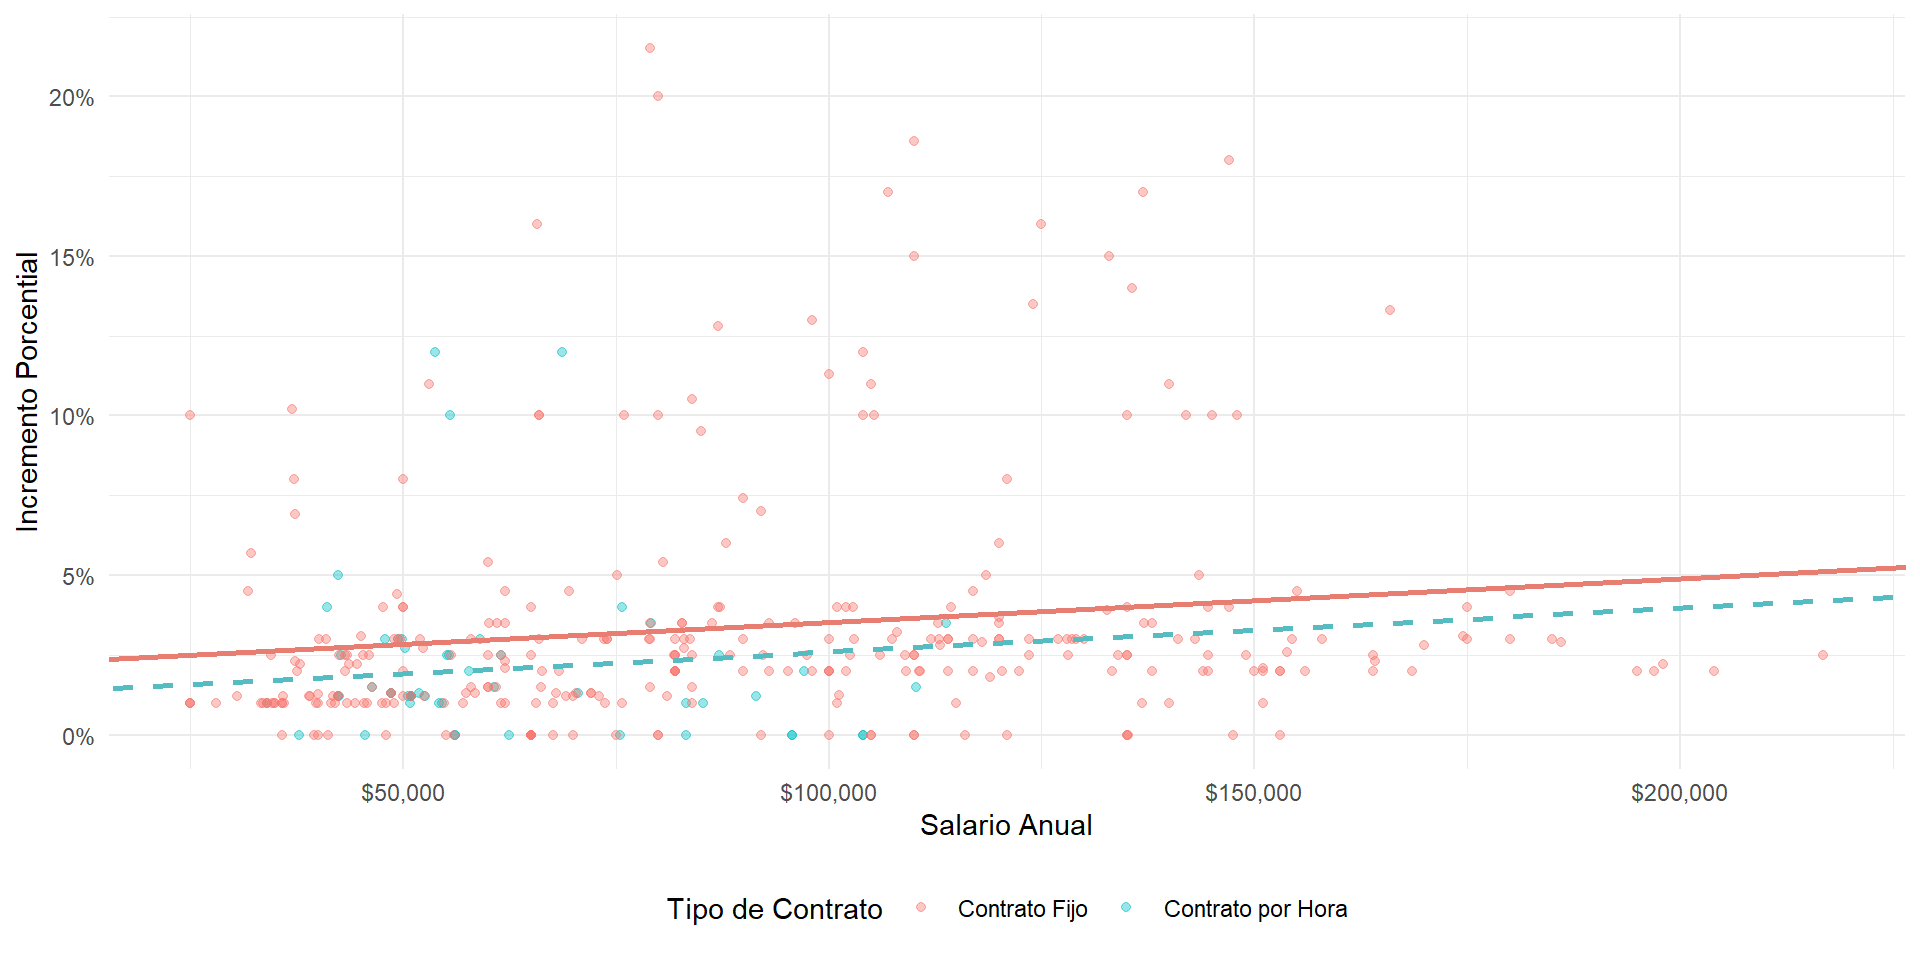 20%
15%
10%
5%
0%
Incremento Porcential
$50,000
$100,000
$150,000
$200,000
Salario Anual
Tipo de Contrato
Contrato Fijo
Contrato por Hora